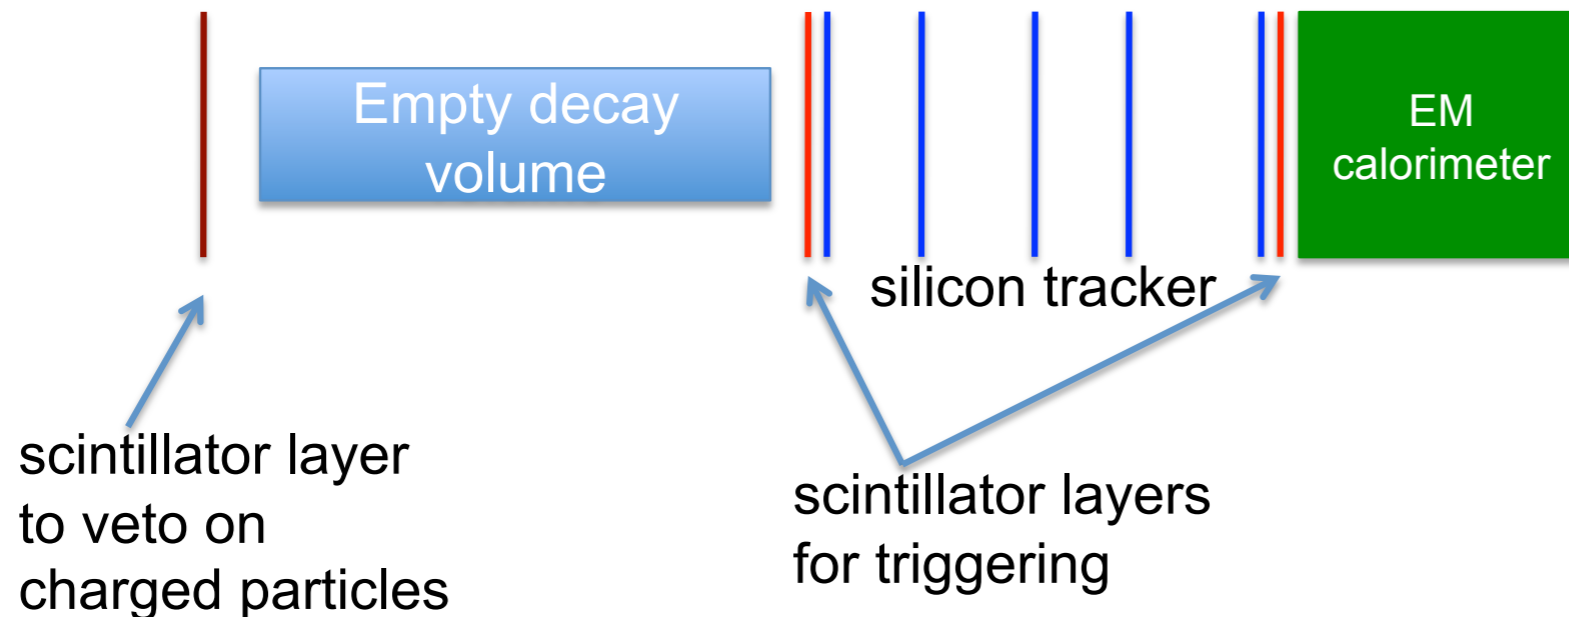 Empty decay
volume
EM
calorimeter
silicon tracker
scintillator layer
to veto on
charged particles
scintillator layers
for triggering